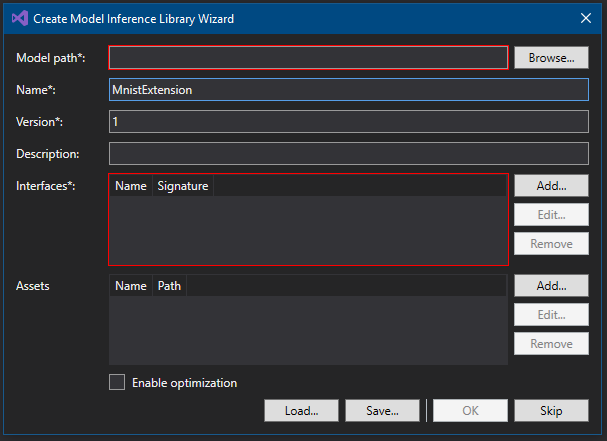 Create Model Inference Library Wizard
Model path*:
Browse...
Name*:
MnistExtension
Version*:
1
Description:
Interfaces*:
Name Signature
Add...
Edit...
Remove
Assets
Name Path
Add...
Edit...
Remove
Enable optimization
Load... Save... OK Skip